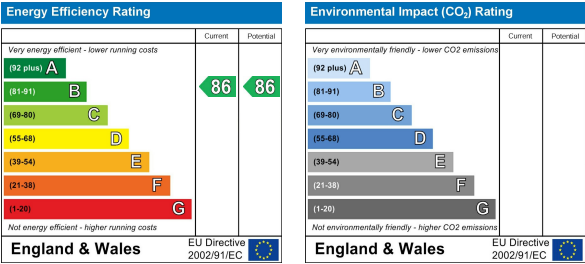 Energy Efficiency Rating
Current Potential
Very energy efficient - lower running costs
(92 plus) A
(81-91) B
86 86
(69-80) C
(55-68) D
(39-54) E
(21-38) F
(1-20) G
Not energy efficient - higher running costs
England & Wales
EU Directive
2002/91/EC
Environmental Impact (CO₂) Rating
Current Potential
Very environmentally friendly - lower CO2 emissions
(92 plus) A
(81-91) B
(69-80) C
(55-68) D
(39-54) E
(21-38) F
(1-20) G
Not environmentally friendly - higher CO2 emissions
England & Wales
EU Directive
2002/91/EC